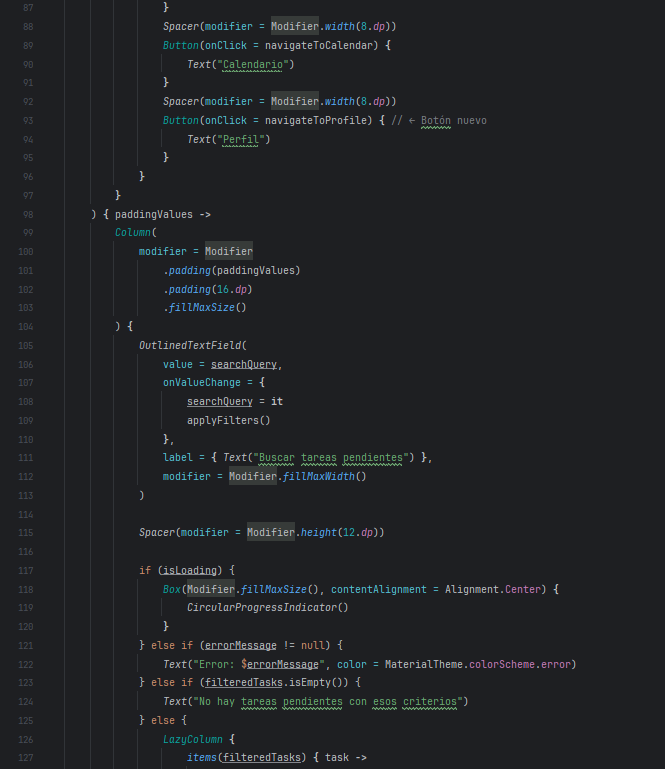 87                     }
88                     Spacer(modifier = Modifier.width(8.dp))
89                     Button(onClick = navigateToCalendar) {
90                         Text("Calendario")
91                     }
92                     Spacer(modifier = Modifier.width(8.dp))
93                     Button(onClick = navigateToProfile) { // ← Botón nuevo
94                         Text("Perfil")
95                     }
96                 }
97             }
98         ) { paddingValues ->
99             Column(
100                 modifier = Modifier
101                     .padding(paddingValues)
102                     .padding(16.dp)
103                     .fillMaxSize()
104             ) {
105                 OutlinedTextField(
106                     value = searchQuery,
107                     onValueChange = {
108                         searchQuery = it
109                         applyFilters()
110                     },
111                     label = { Text("Buscar tareas pendientes") },
112                     modifier = Modifier.fillMaxWidth()
113                 )
114
115                 Spacer(modifier = Modifier.height(12.dp))
116
117                 if (isLoading) {
118                     Box(Modifier.fillMaxSize(), contentAlignment = Alignment.Center) {
119                         CircularProgressIndicator()
120                     }
121                 } else if (errorMessage != null) {
122                     Text("Error: $errorMessage", color = MaterialTheme.colorScheme.error)
123                 } else if (filteredTasks.isEmpty()) {
124                     Text("No hay tareas pendientes con esos criterios")
125                 } else {
126                     LazyColumn {
127                         items(filteredTasks) { task ->